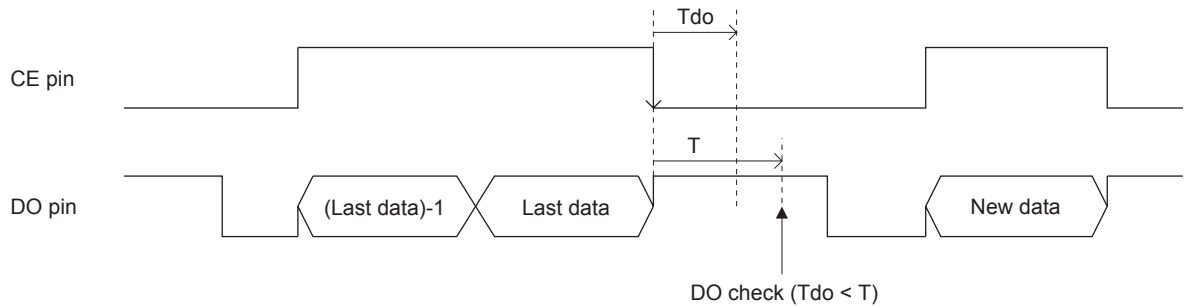 Tdo
CE pin
T
DO pin
(Last data)-1
Last data
New data
DO check (Tdo < T)